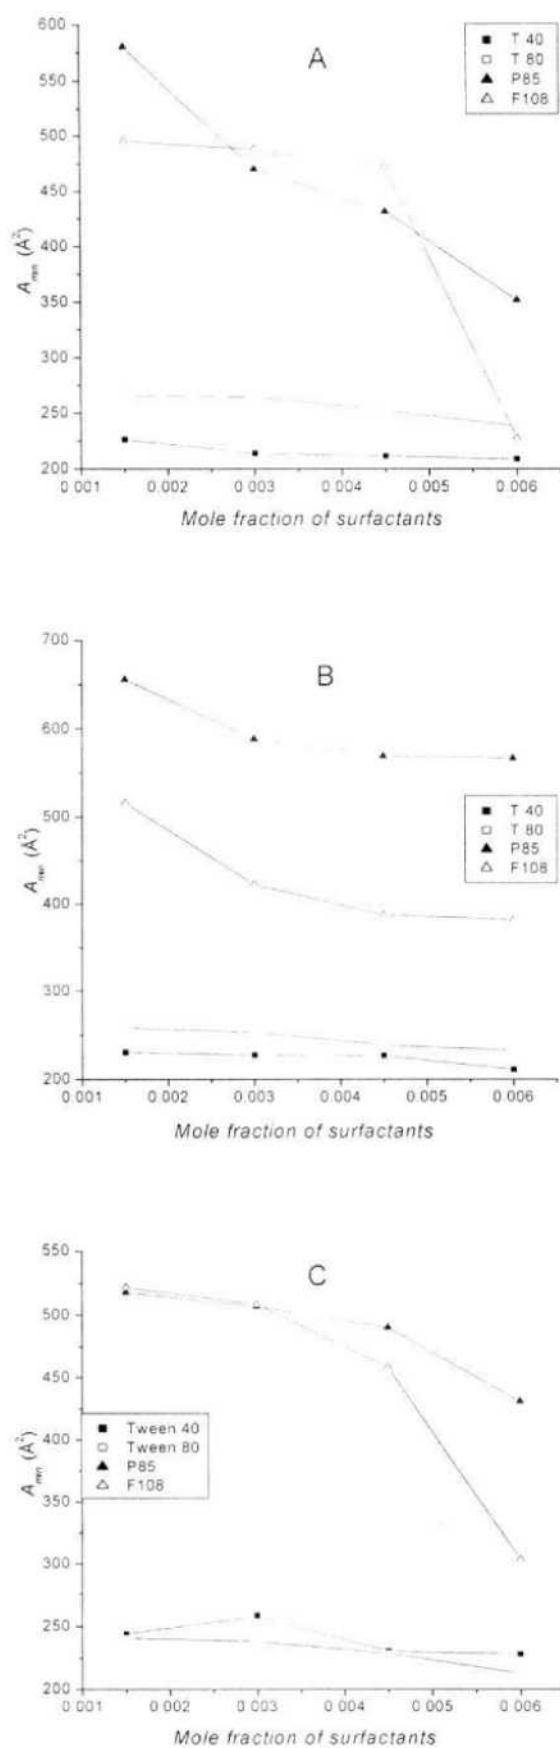 A
T 40
T 80
P85
F108
600
550
500
450
400
350
300
250
200
A min (Å²)
0 001 0 002 0 003 0 004 0 005 0 006
Mole fraction of surfactants
B
T 40
T 80
P85
F108
700
600
500
400
300
200
A min (Å²)
0 001 0 002 0 003 0 004 0 005 0 006
Mole fraction of surfactants
C
Tween 40
Tween 80
P85
F108
550
500
450
400
350
300
250
200
A min (Å²)
0 001 0 002 0 003 0 004 0 005 0 006
Mole fraction of surfactants